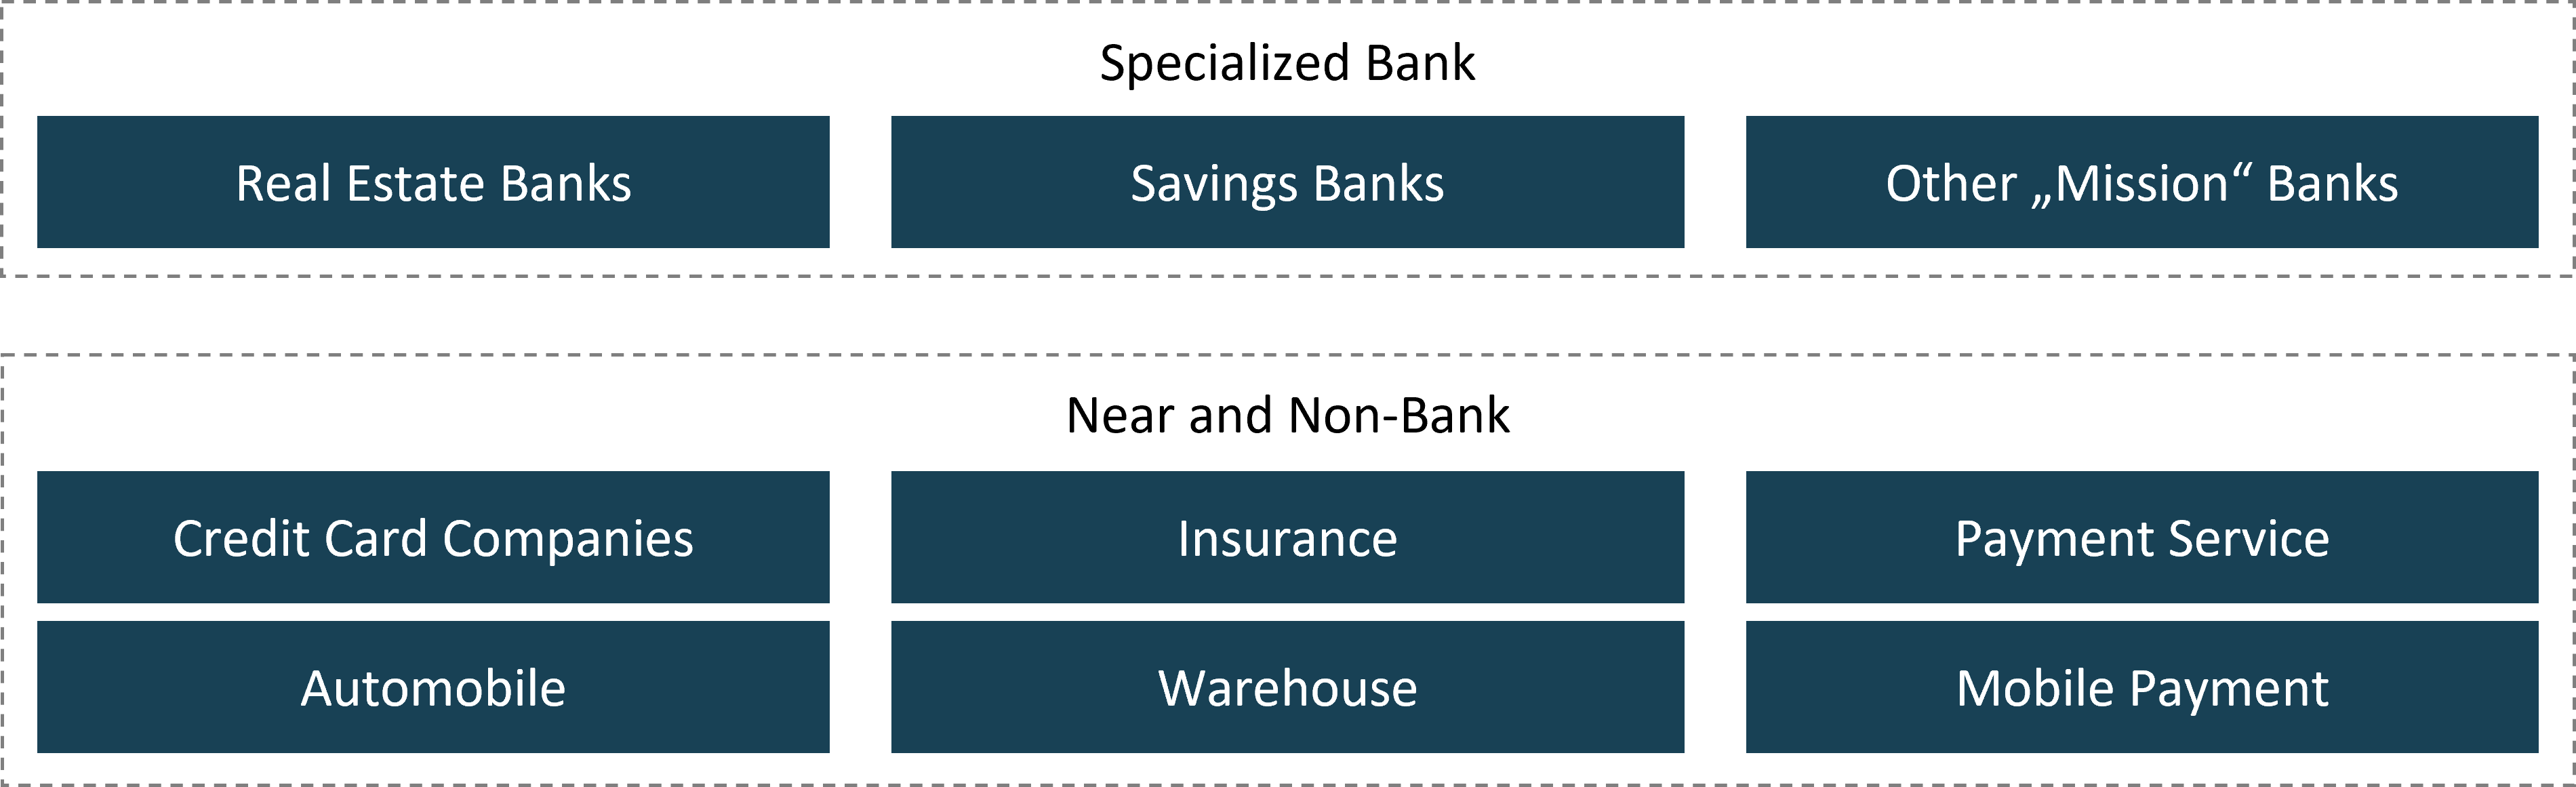 Specialized Bank
Real Estate Banks
Savings Banks
Other „Mission“ Banks
Near and Non-Bank
Credit Card Companies
Insurance
Payment Service
Automobile
Warehouse
Mobile Payment